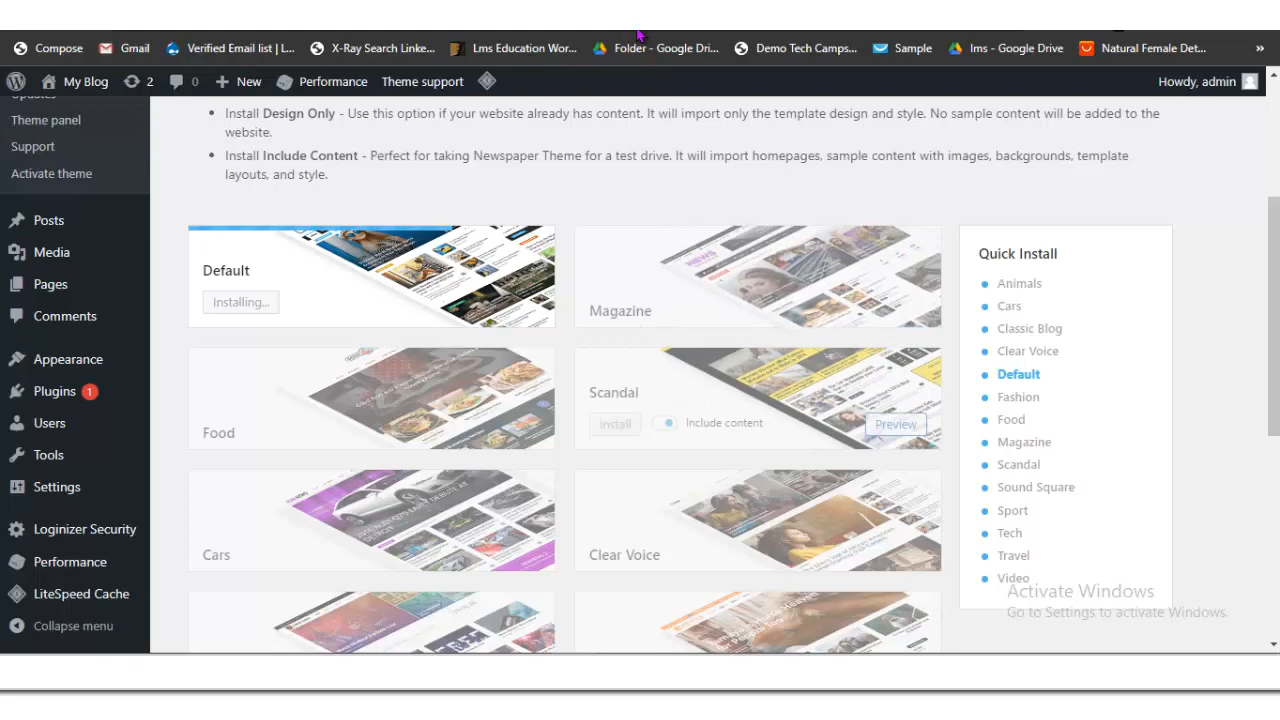 Compose
Gmail
Verified Email list | L...
X-Ray Search Linke...
Lms Education Wor...
Folder - Google Dri...
Demo Tech Camps...
Sample
lms - Google Drive
Natural Female Det...
»
My Blog
2
0
New
Performance
Theme support
Howdy, admin
Updates
Theme panel
Support
Activate theme
Posts
Media
Pages
Comments
Appearance
Plugins 1
Users
Tools
Settings
Loginizer Security
Performance
LiteSpeed Cache
Collapse menu
Install Design Only - Use this option if your website already has content. It will import only the template design and style. No sample content will be added to the
website.
Install Include Content - Perfect for taking Newspaper Theme for a test drive. It will import homepages, sample content with images, backgrounds, template
layouts, and style.
Default
Installing...
Magazine
Food
Scandal
Install
Include content
Preview
Cars
Clear Voice
Quick Install
Animals
Cars
Classic Blog
Clear Voice
Default
Fashion
Food
Magazine
Scandal
Sound Square
Sport
Tech
Travel
Video
Activate Windows
Go to Settings to activate Windows.